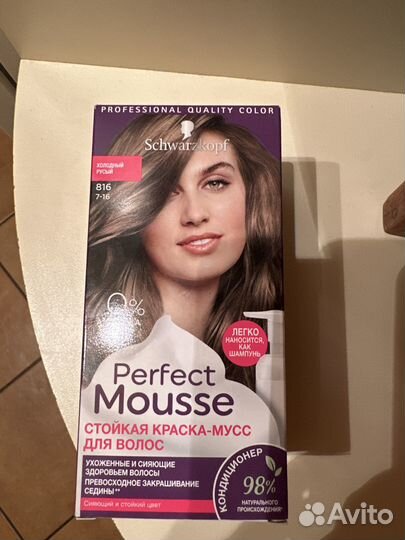 PROFESSIONAL QUALITY COLOR
Schwarzkopf
ХОЛОДНЫЙ
РУСЫЙ
816
7-16
0%
ЛЕГКО
НАНОСИТСЯ,
КАК
ШАМПУНЬ
Perfect
Mousse
СТОЙКАЯ КРАСКА-МУСС
ДЛЯ ВОЛОС
УХОЖЕННЫЕ И СИЯЮЩИЕ
ЗДОРОВЬЕМ ВОЛОСЫ
ПРЕВОСХОДНОЕ ЗАКРАШИВАНИЕ
СЕДИНЫ**
Сияющий и стойкий цвет
КОНДИЦИОНЕР
98%
НАТУРАЛЬНОГО
ПРОИСХОЖДЕНИЯ*
Avito